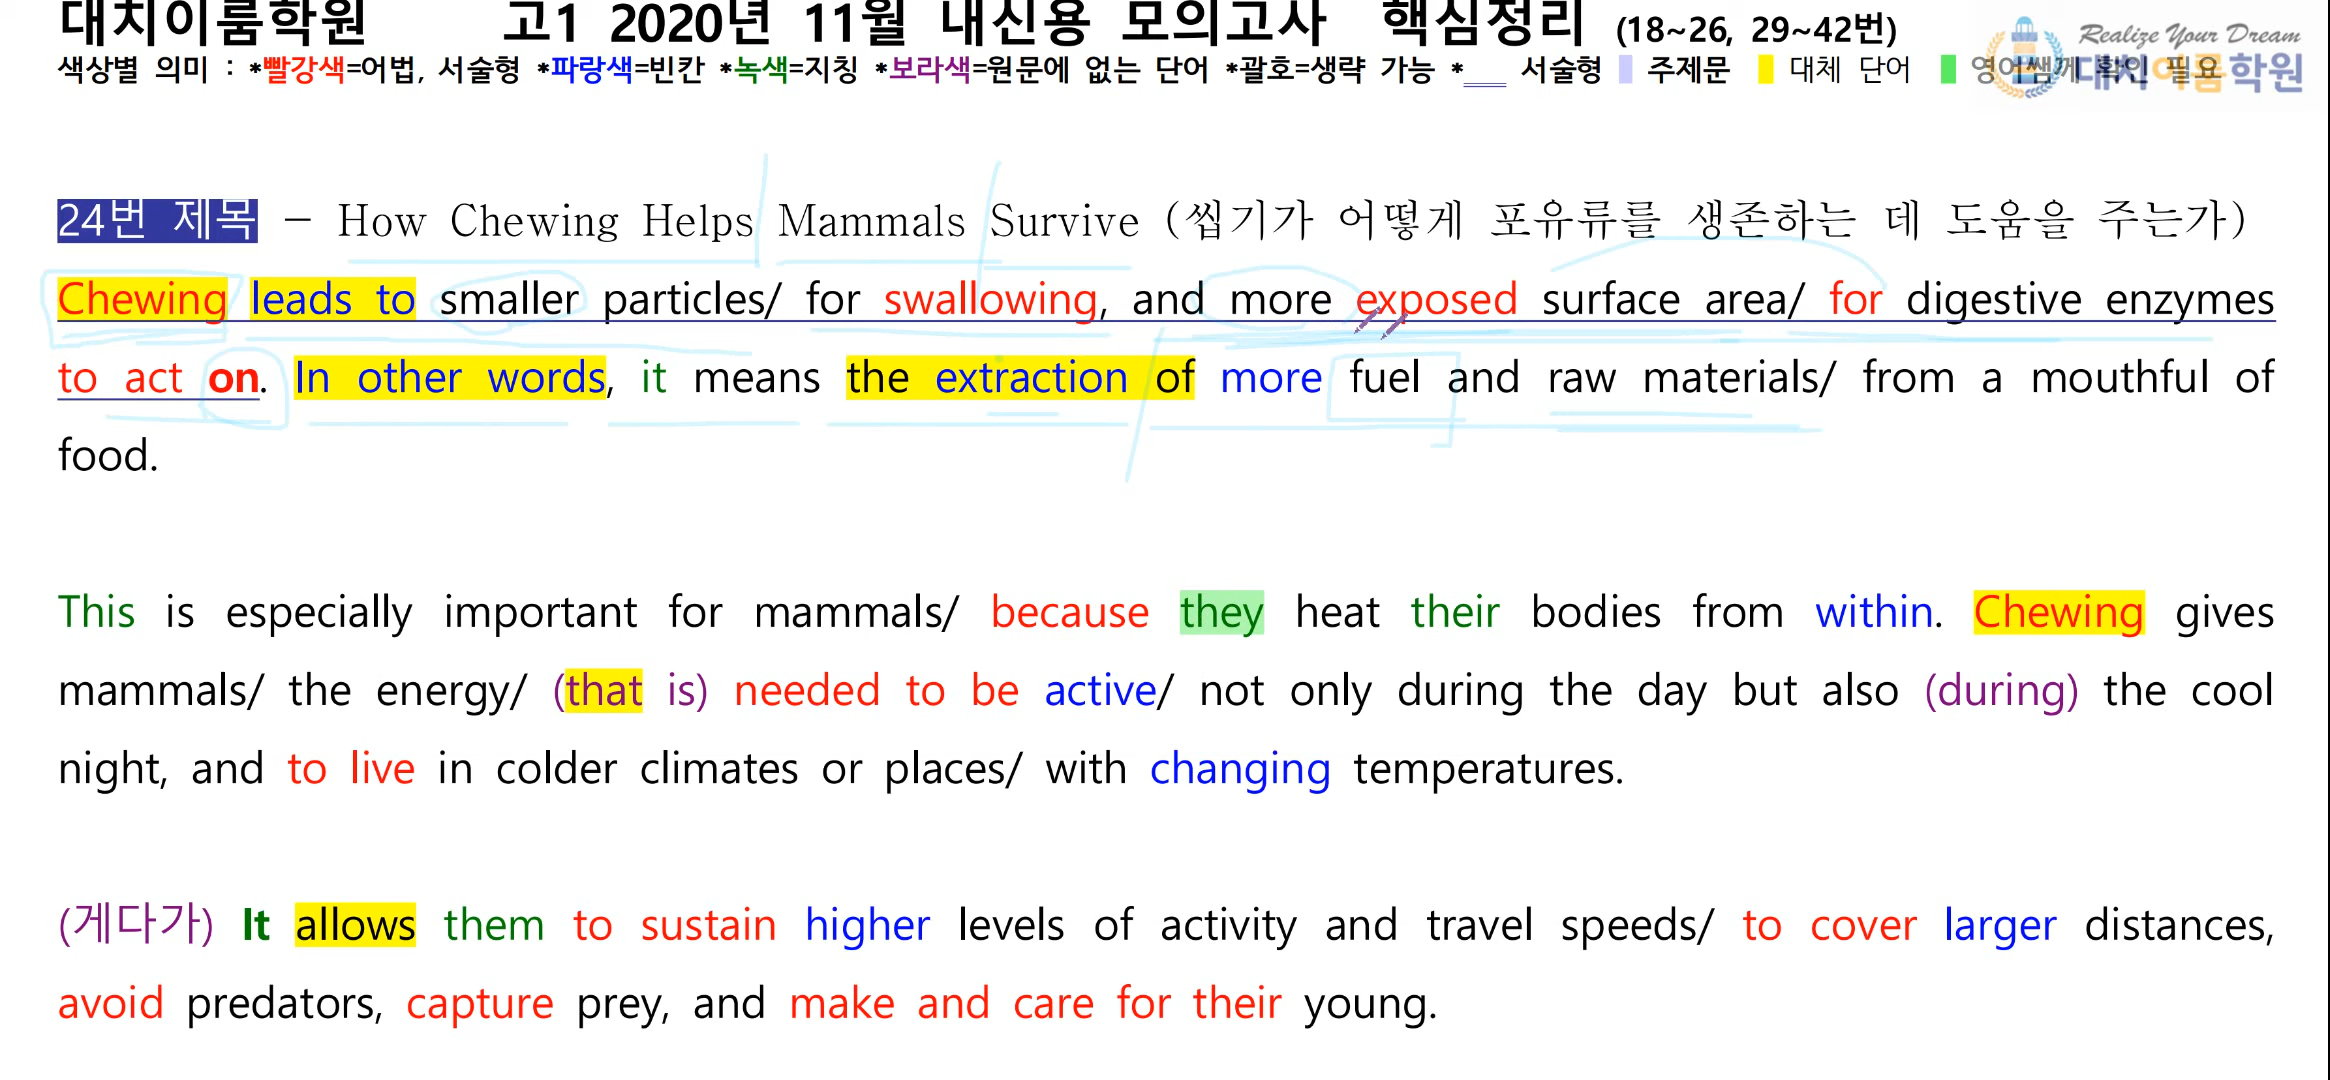 대치이룸학원 고1 2020년 11월 내신용 모의고사 핵심정리 (18~26, 29~42번)
Realize Your Dream
색상별 의미 : *빨강색=어법, 서술형 *파랑색=빈칸 *녹색=지칭 *보라색=원문에 없는 단어 *괄호=생략 가능 *___ 서술형 주제문 대체 단어 영어쌤께 확인 필요
대치이룸학원
24번 제목 – How Chewing Helps Mammals Survive (씹기가 어떻게 포유류를 생존하는 데 도움을 주는가)
Chewing leads to smaller particles/ for swallowing, and more exposed surface area/ for digestive enzymes
to act on. In other words, it means the extraction of more fuel and raw materials/ from a mouthful of
food.
This is especially important for mammals/ because they heat their bodies from within. Chewing gives
mammals/ the energy/ (that is) needed to be active/ not only during the day but also (during) the cool
night, and to live in colder climates or places/ with changing temperatures.
(게다가) It allows them to sustain higher levels of activity and travel speeds/ to cover larger distances,
avoid predators, capture prey, and make and care for their young.